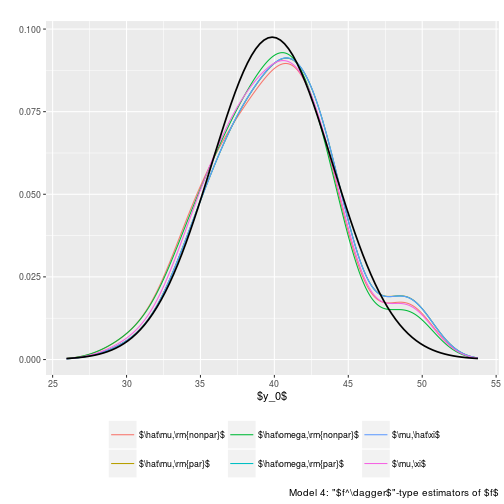 0.100
0.075
0.050
0.025
0.000
25 30 35 40 45 50 55
$y_0$
$\hat\mu,\rm{nonpar}$ $\hat\omega,\rm{nonpar}$ $\mu,\hat\xi$
$\hat\mu,\rm{par}$ $\hat\omega,\rm{par}$ $\mu,\xi$
Model 4: "$f^\dagger$"-type estimators of $f$